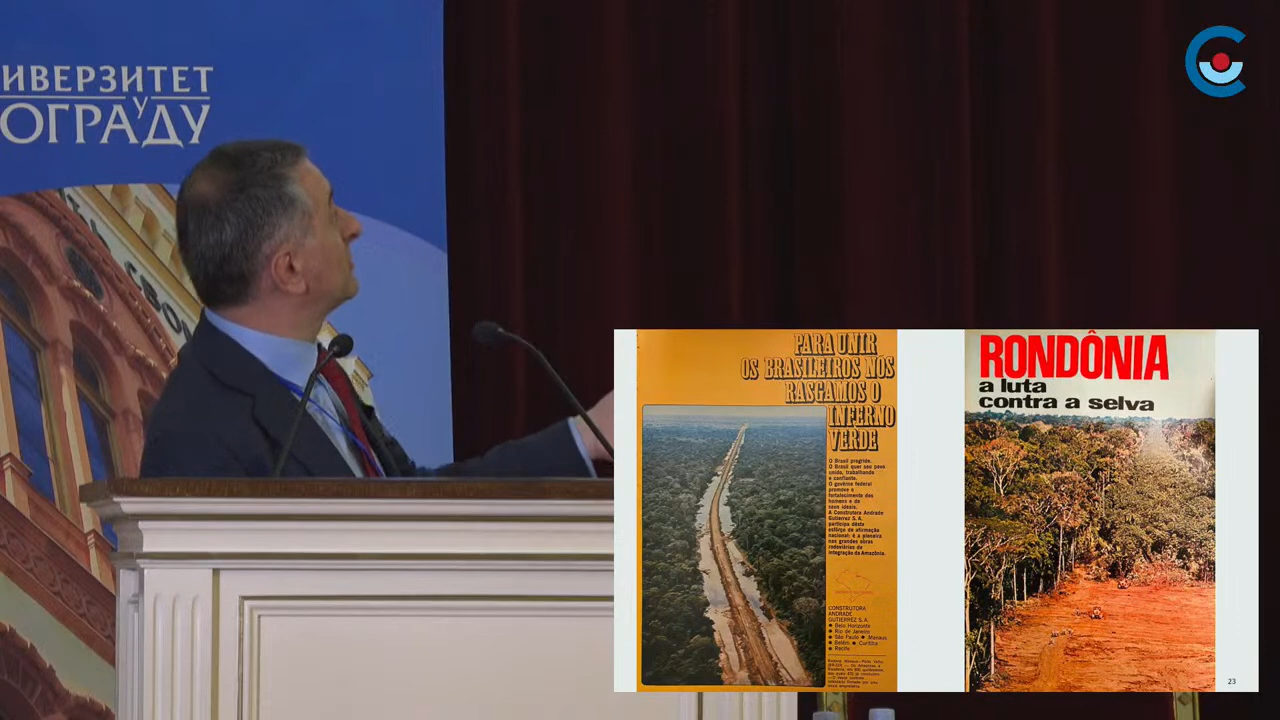 ИВЕРЗИТЕТ
У
ОГРАДУ
PARA UNIR
OS BRASILEIROS NÓS
RASGAMOS O
INFERNO
VERDE
O Brasil progride.
O Brasil quer seu povo
unido, trabalhando
e confiante.
O govêrno federal
promove o
fortalecimento dos
homens e de
seus ideais.
A Construtora Andrade
Gutierrez S.A.
participa dêste
esfôrço de afirmação
nacional: é a pioneira
nas grandes obras
rodoviárias de
integração da Amazônia.
CONSTRUTORA
ANDRADE
GUTIERREZ S.A.
● Belo Horizonte
● Rio de Janeiro
● São Paulo ● Manaus
● Belém ● Curitiba
● Recife
RONDÔNIA
a luta
contra a selva
23